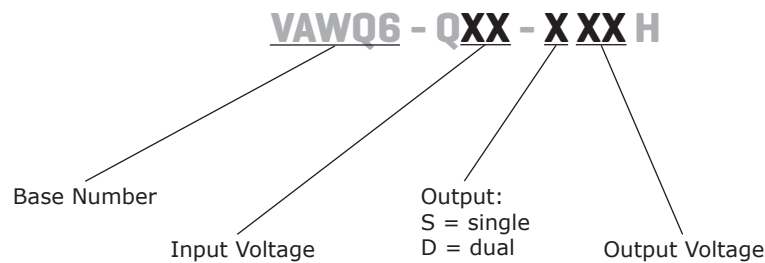 VAWQ6 - QXX - X XX H
Base Number
Input Voltage
Output:
S = single
D = dual
Output Voltage